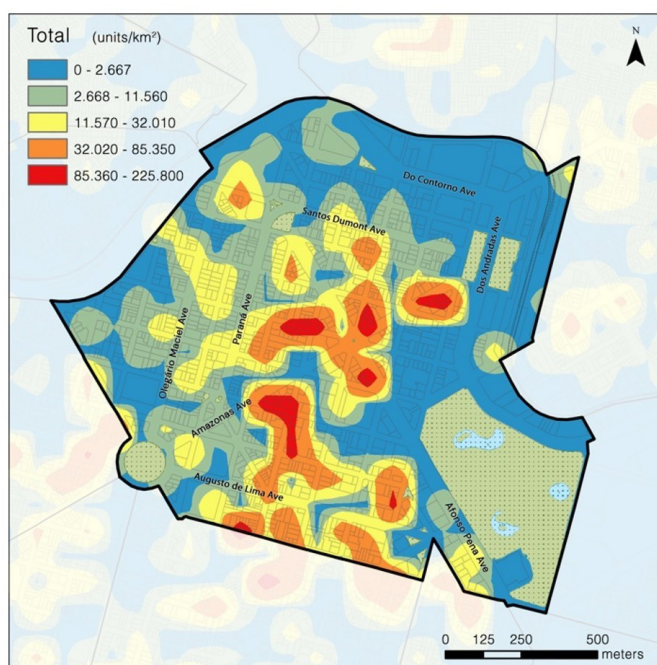 Total (units/km²)
0 - 2.667
2.668 - 11.560
11.570 - 32.010
32.020 - 85.350
85.360 - 225.800
N
Do Contorno Ave
Santos Dumont Ave
Dos Andradas Ave
Paraná Ave
Olegário Maciel Ave
Amazonas Ave
Augusto de Lima Ave
Afonso Pena Ave
0 125 250 500
meters